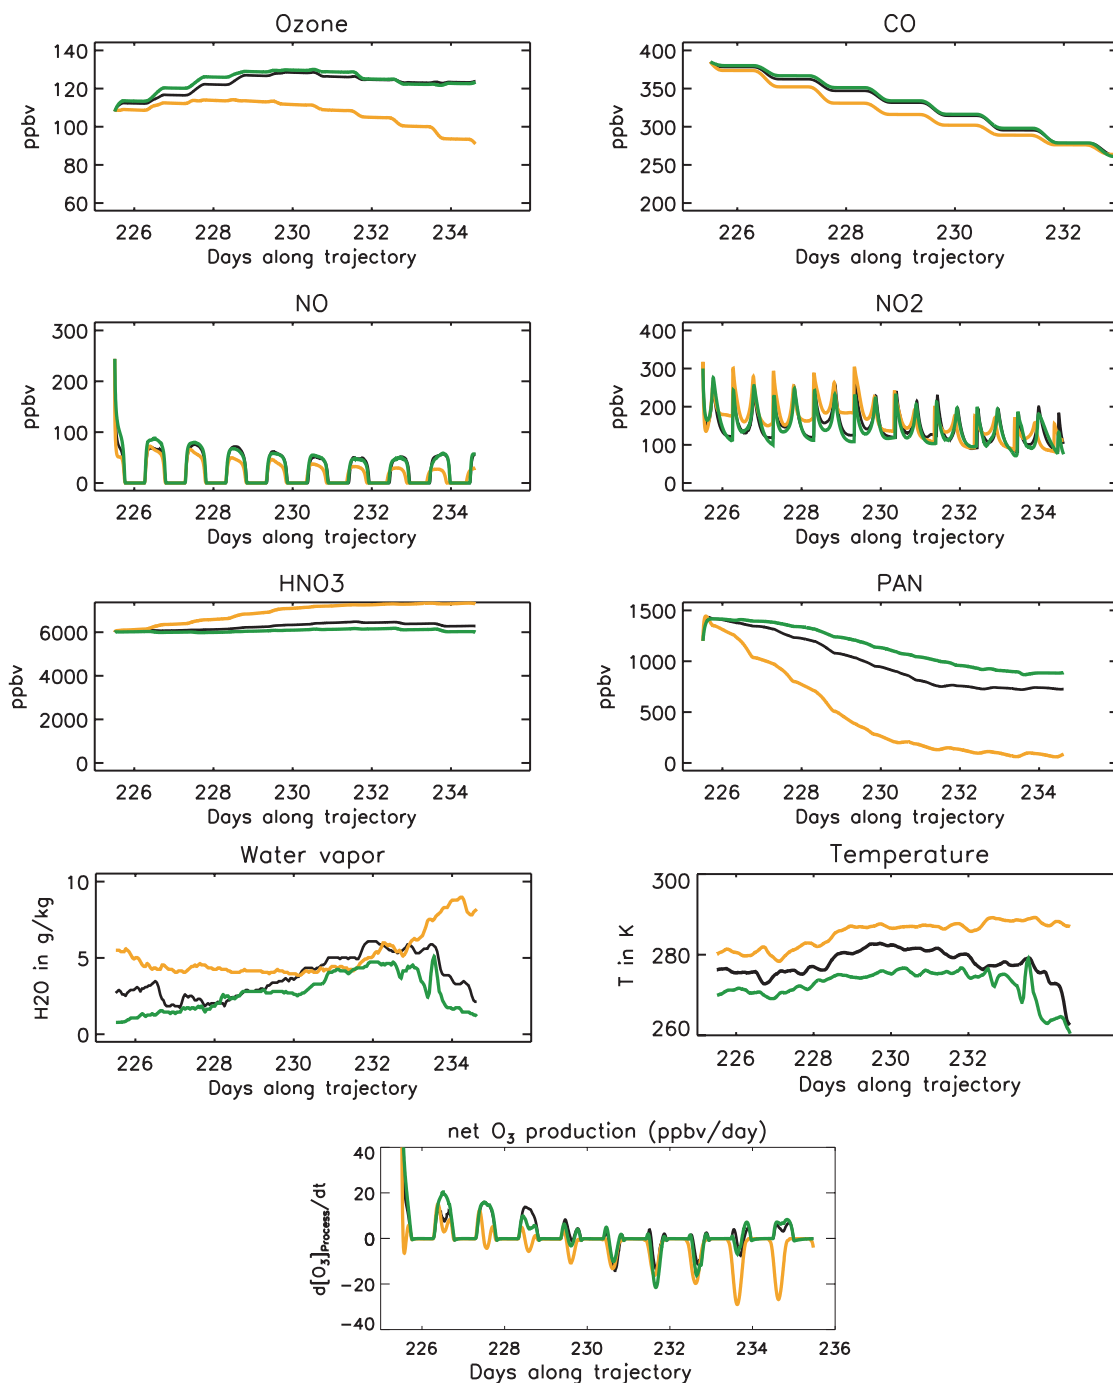 Ozone
CO
140
120
100
80
60
ppbv
226 228 230 232 234
Days along trajectory
400
350
300
250
200
ppbv
226 228 230 232
Days along trajectory
NO
NO2
300
200
100
0
ppbv
226 228 230 232 234
Days along trajectory
400
300
200
100
0
ppbv
226 228 230 232 234
Days along trajectory
HNO3
PAN
6000
4000
2000
0
ppbv
226 228 230 232 234
Days along trajectory
1500
1000
500
0
ppbv
226 228 230 232 234
Days along trajectory
Water vapor
Temperature
10
5
0
H2O in g/kg
226 228 230 232 234
Days along trajectory
300
280
260
T in K
226 228 230 232
Days along trajectory
net O₃ production (ppbv/day)
40
20
0
−20
−40
d[O₃]Process/dt
226 228 230 232 234 236
Days along trajectory